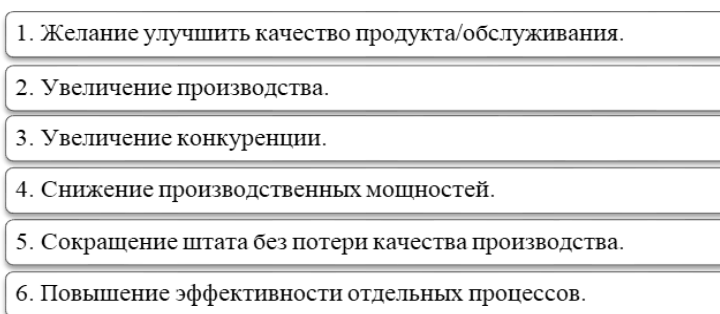 1. Желание улучшить качество продукта/обслуживания.
2. Увеличение производства.
3. Увеличение конкуренции.
4. Снижение производственных мощностей.
5. Сокращение штата без потери качества производства.
6. Повышение эффективности отдельных процессов.